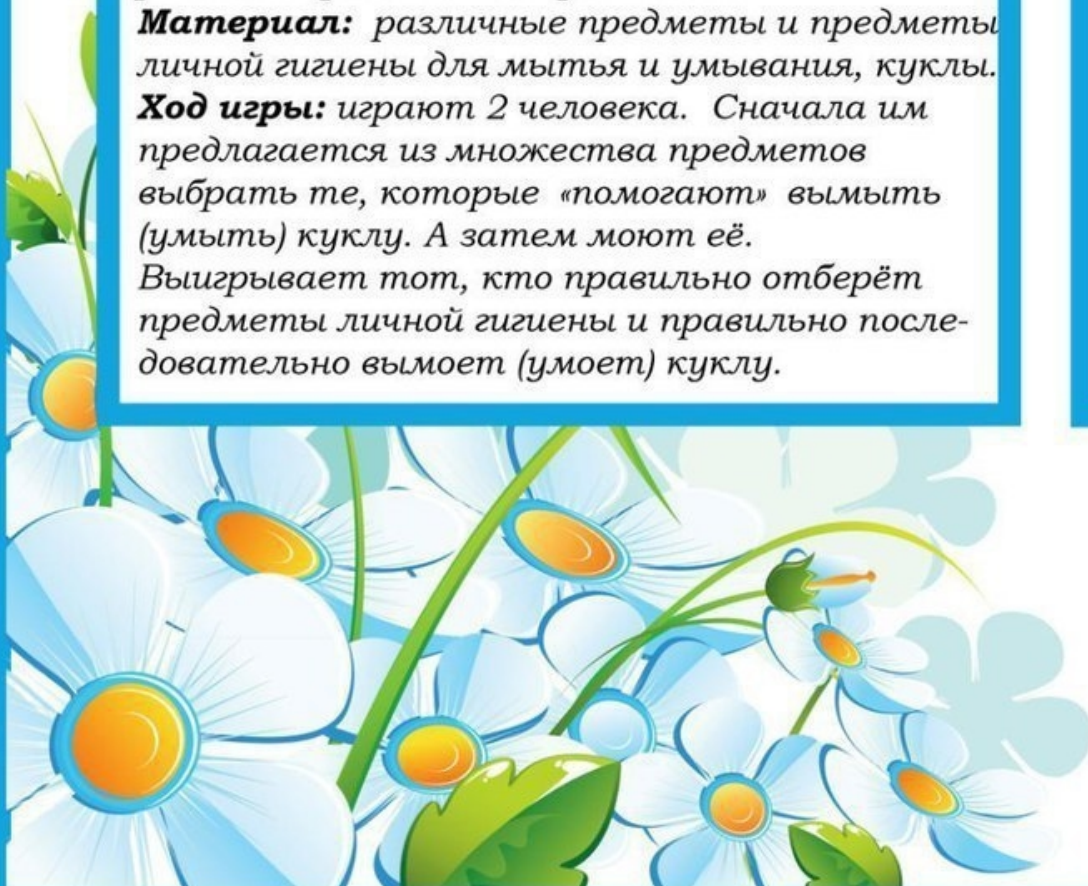 Материал: различные предметы и предметы
личной гигиены для мытья и умывания, куклы.
Ход игры: играют 2 человека. Сначала им
предлагается из множества предметов
выбрать те, которые «помогают» вымыть
(умыть) куклу. А затем моют её.
Выигрывает тот, кто правильно отберёт
предметы личной гигиены и правильно после-
довательно вымоет (умоет) куклу.